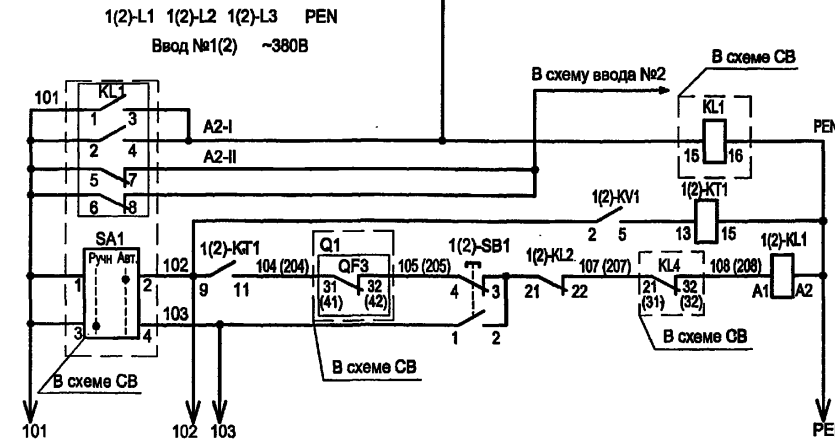 1(2)-L1 1(2)-L2 1(2)-L3 PEN
Ввод №1(2) ~380В
В схему ввода №2
В схеме СВ
101 KL1
1 3
A2-I
2 4
A2-II
5 7
6 8
KL1
15 16
PEN
1(2)-KV1
2 5
1(2)-KT1
13 15
SA1
Ручн Авт.
1 2
3 4
102
103
1(2)-KT1
9 11
104 (204)
Q1
QF3
31 32
(41) (42)
105 (205)
1(2)-SB1
4 3
1 2
1(2)-KL2
21 22
107 (207)
KL4
21 32
(31) (32)
108 (208)
1(2)-KL1
A1 A2
В схеме СВ
В схеме СВ
В схеме СВ
101 102 103 PE